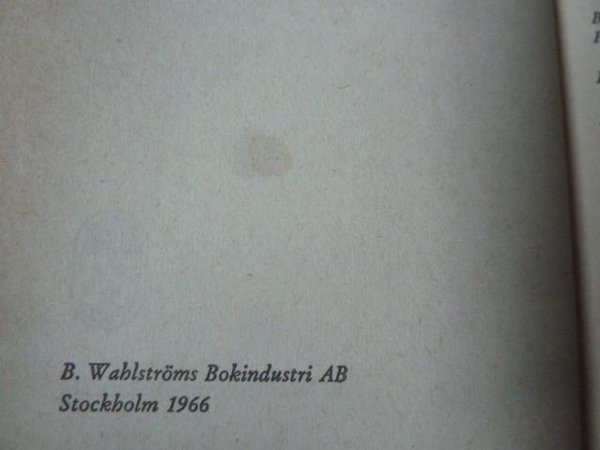 B. Wahlströms Bokindustri AB
Stockholm 1966